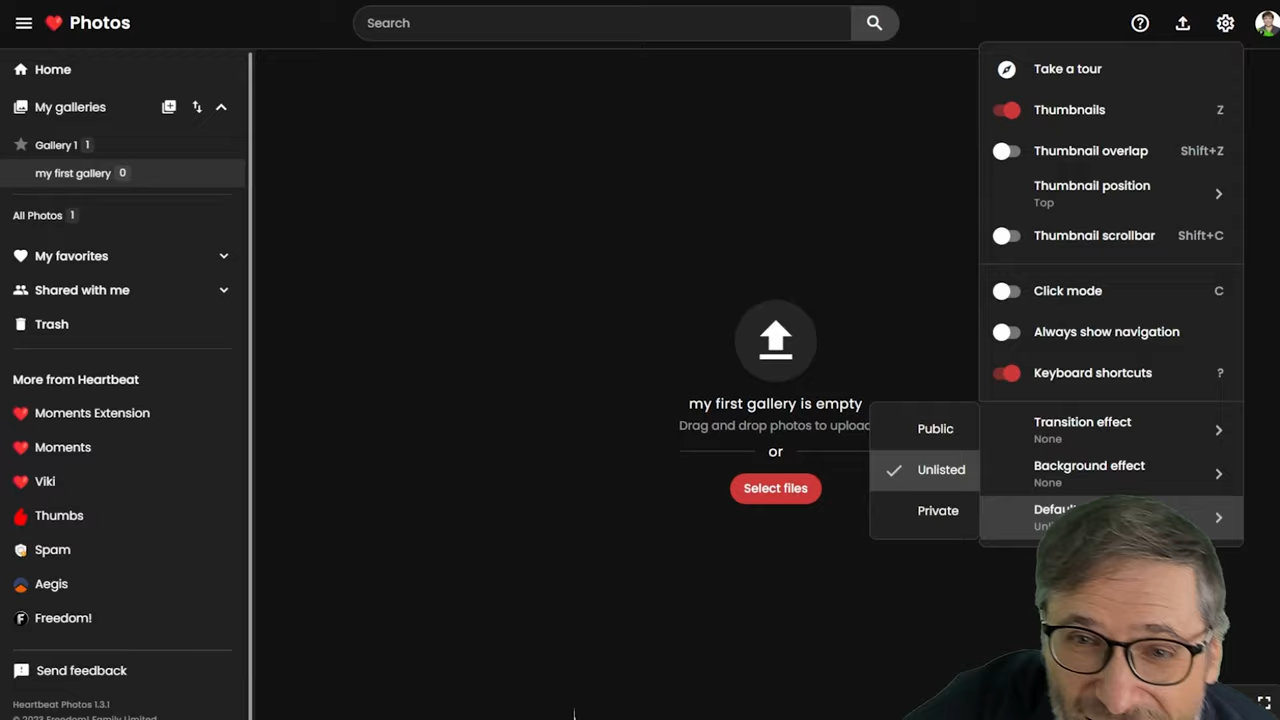 Photos
Search
Home
My galleries
Gallery 1 1
my first gallery 0
All Photos 1
My favorites
Shared with me
Trash
More from Heartbeat
Moments Extension
Moments
Viki
Thumbs
Spam
Aegis
Freedom!
Send feedback
Heartbeat Photos 1.3.1
© 2023 Freedom! Family Limited
my first gallery is empty
Drag and drop photos to upload
or
Select files
Take a tour
Thumbnails Z
Thumbnail overlap Shift+Z
Thumbnail position
Top
Thumbnail scrollbar Shift+C
Click mode C
Always show navigation
Keyboard shortcuts ?
Transition effect
None
Background effect
None
Public
Unlisted
Private